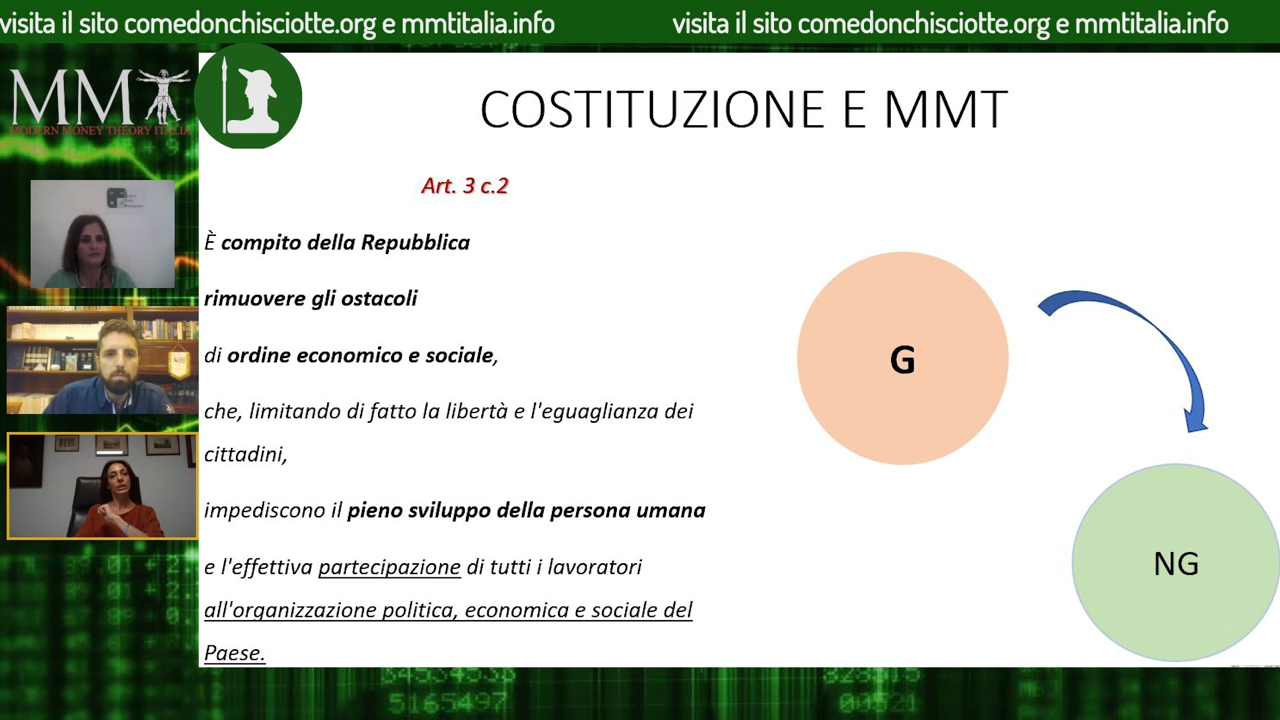 visita il sito comedonchisciotte.org e mmtitalia.info
visita il sito comedonchisciotte.org e mmtitalia.info
MMT
MODERN MONEY THEORY ITALIA
COSTITUZIONE E MMT
Art. 3 c.2
È compito della Repubblica
rimuovere gli ostacoli
di ordine economico e sociale,
che, limitando di fatto la libertà e l'eguaglianza dei
cittadini,
impediscono il pieno sviluppo della persona umana
e l'effettiva partecipazione di tutti i lavoratori
all'organizzazione politica, economica e sociale del
Paese.
G
NG